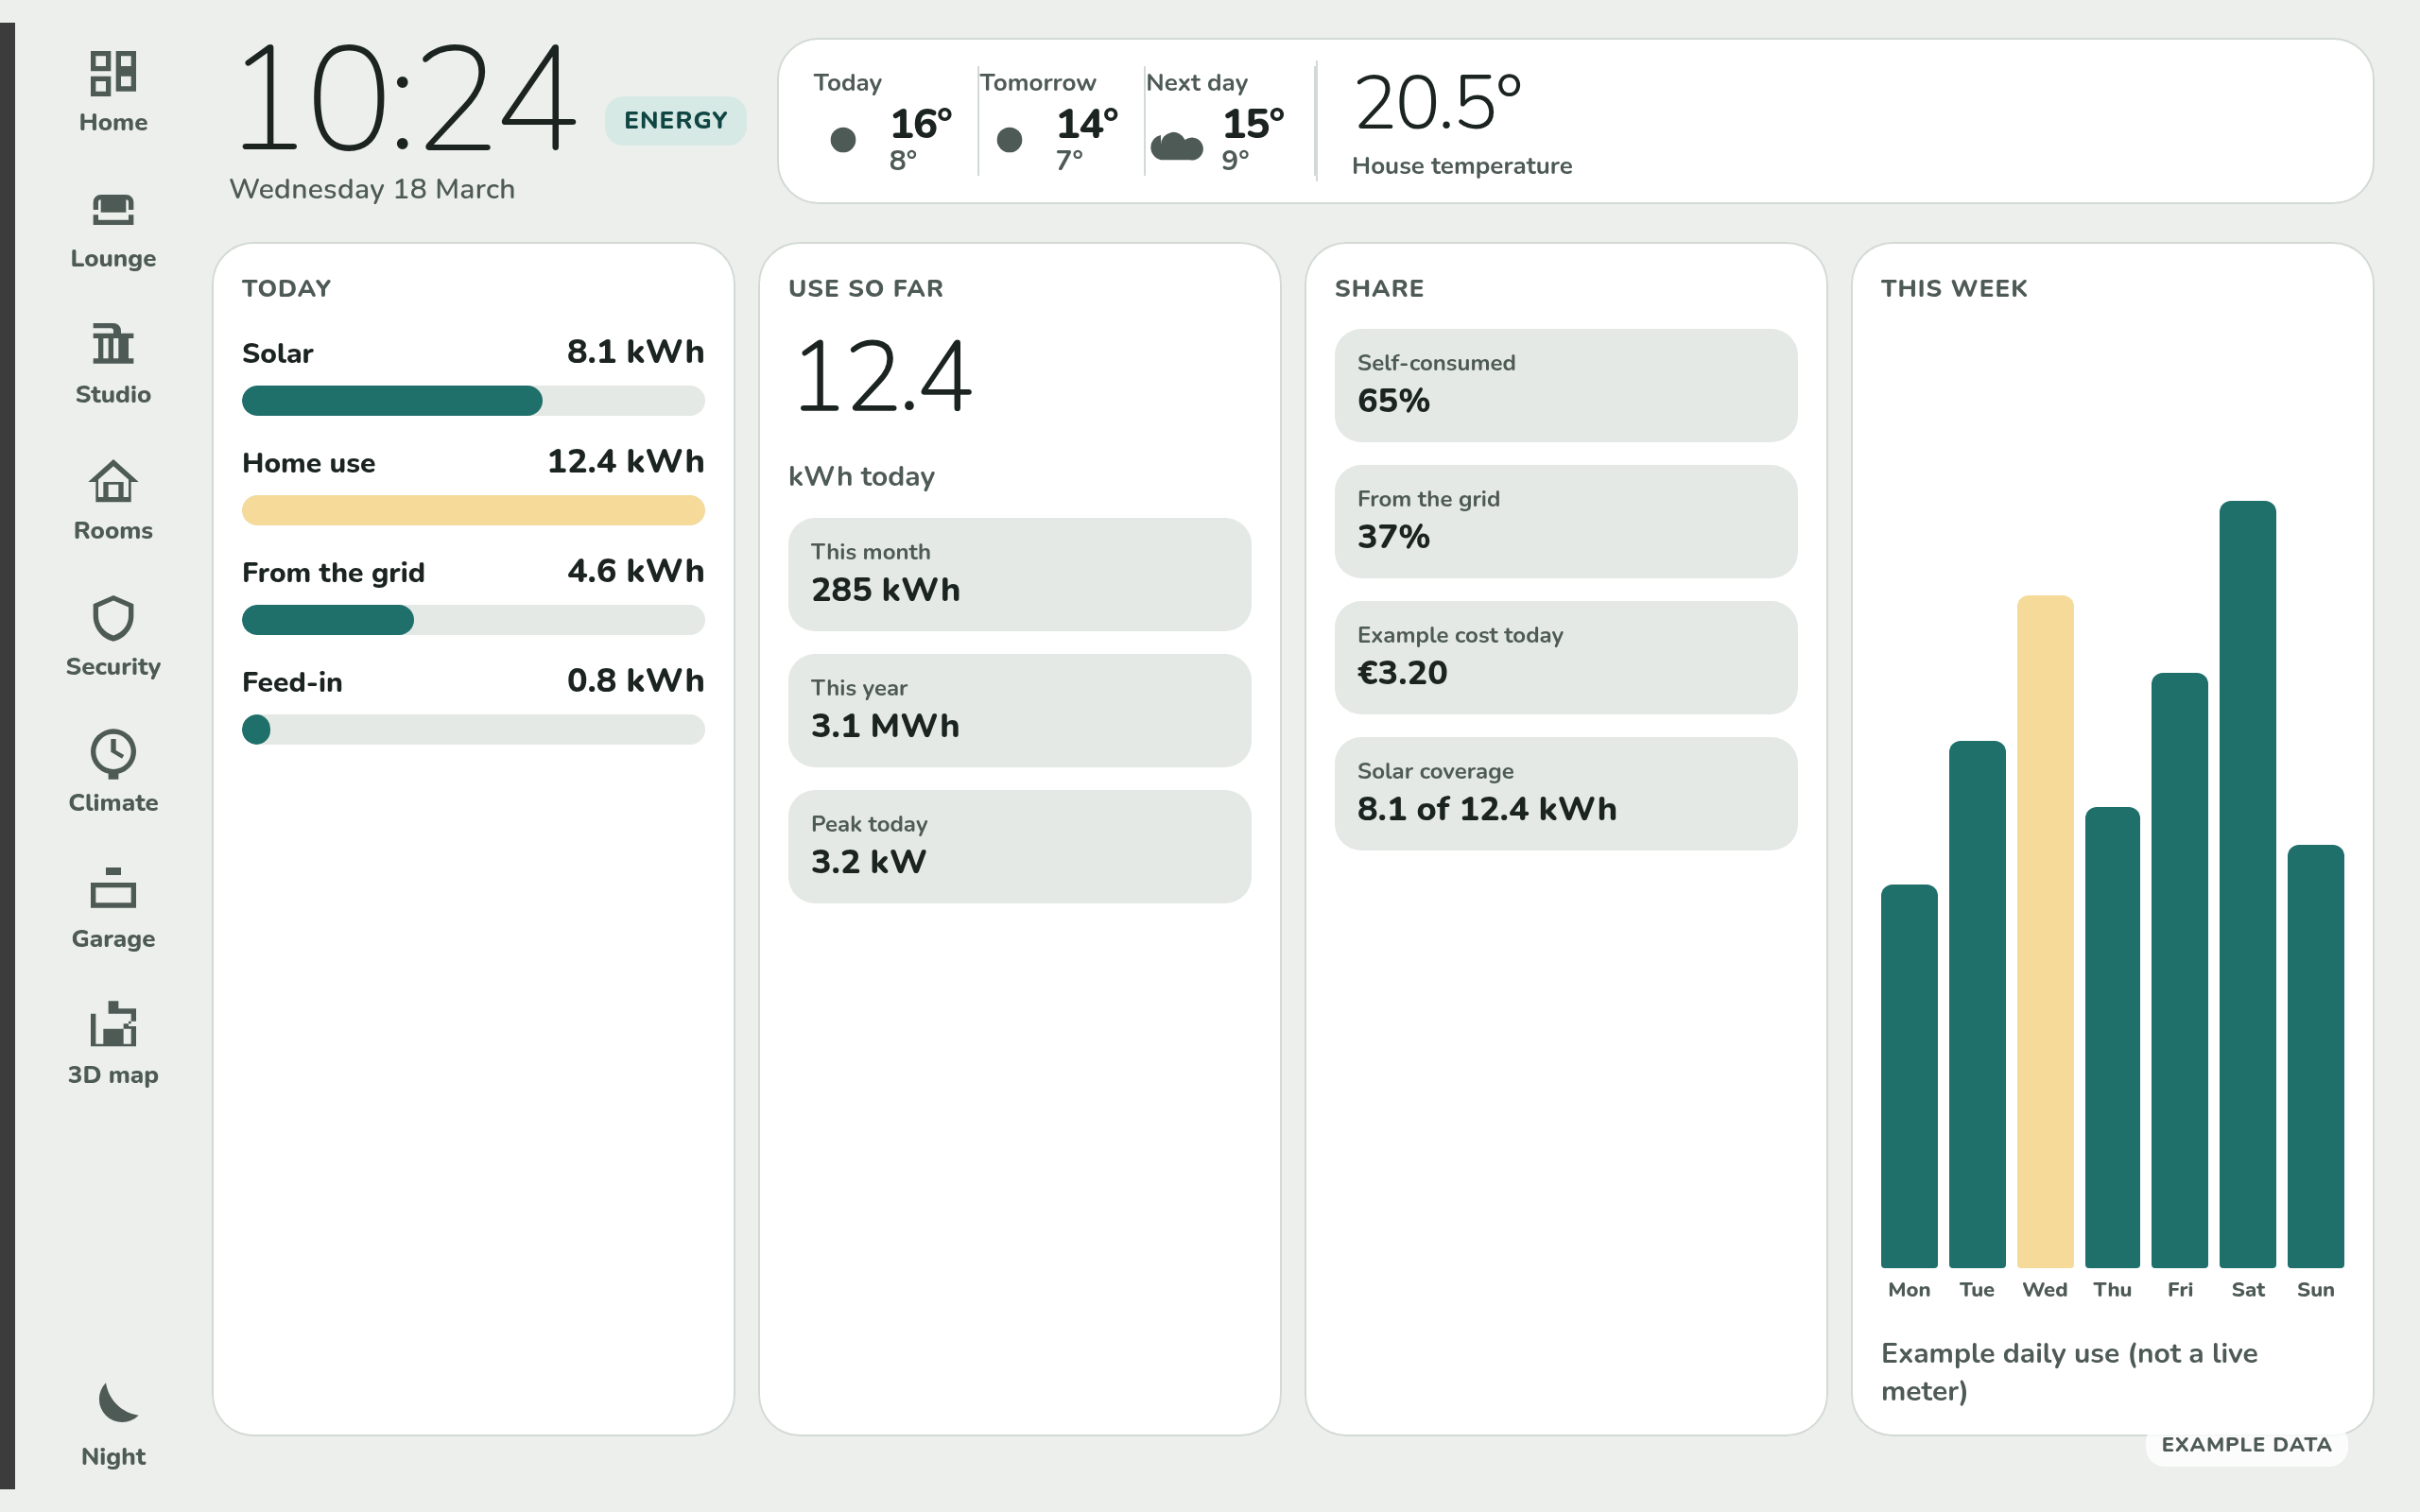 Home
Lounge
Studio
Rooms
Security
Climate
Garage
3D map
Night
10:24
ENERGY
Wednesday 18 March
Today
16°
8°
Tomorrow
14°
7°
Next day
15°
9°
20.5°
House temperature
TODAY
Solar 8.1 kWh
Home use 12.4 kWh
From the grid 4.6 kWh
Feed-in 0.8 kWh
USE SO FAR
12.4
kWh today
This month
285 kWh
This year
3.1 MWh
Peak today
3.2 kW
SHARE
Self-consumed
65%
From the grid
37%
Example cost today
€3.20
Solar coverage
8.1 of 12.4 kWh
THIS WEEK
Mon Tue Wed Thu Fri Sat Sun
Example daily use (not a live
meter)
EXAMPLE DATA